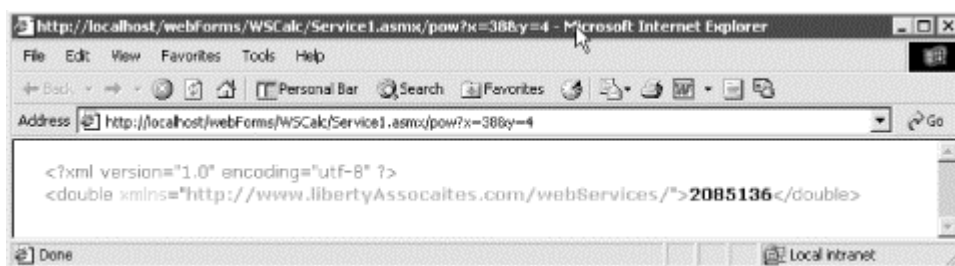 http://localhost/webForms/WSCalc/Service1.asmx/pow?x=38&y=4 - Microsoft Internet Explorer
File Edit View Favorites Tools Help
Back Personal Bar Search Favorites
Address http://localhost/webForms/WSCalc/Service1.asmx/pow?x=38&y=4 Go
<?xml version="1.0" encoding="utf-8" ?>
<double xmlns="http://www.libertyAssocaites.com/webServices/">2085136</double>
Done Local intranet